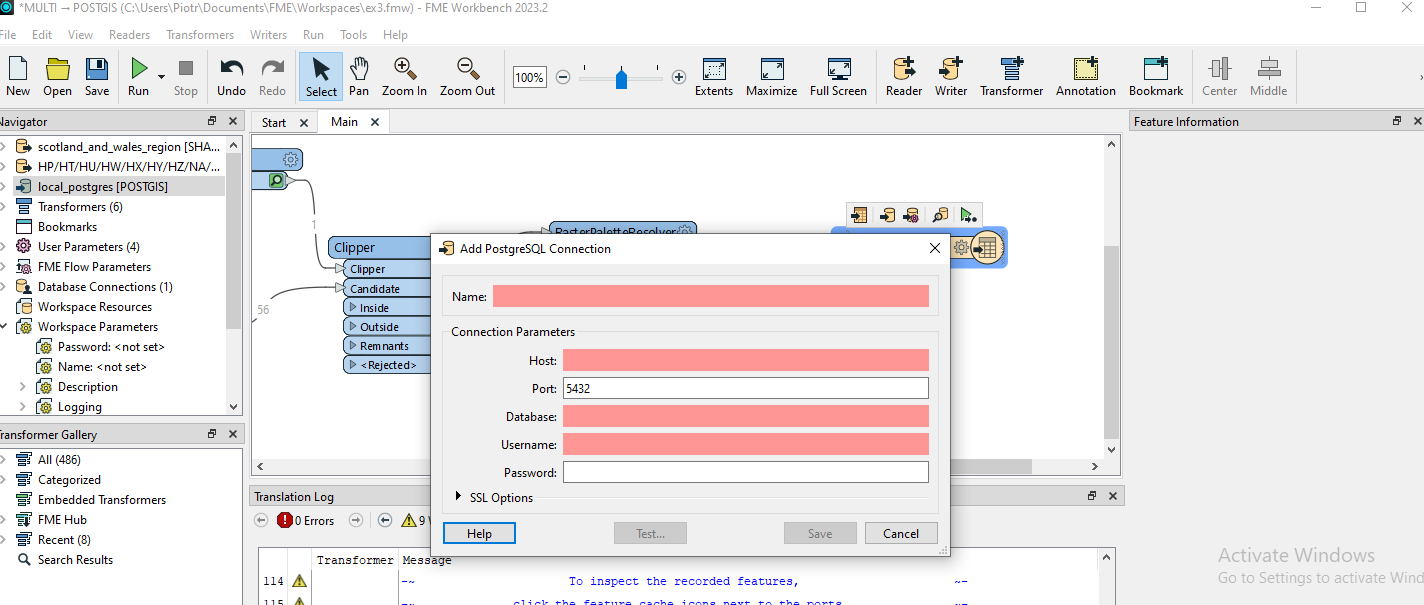 *MULTI → POSTGIS (C:\Users\Piotr\Documents\FME\Workspaces\ex3.fmw) - FME Workbench 2023.2
File Edit View Readers Transformers Writers Run Tools Help
New Open Save Run Stop Undo Redo Select Pan Zoom In Zoom Out 100% Extents Maximize Full Screen Reader Writer Transformer Annotation Bookmark Center Middle
Navigator
Start Main
Feature Information
scotland_and_wales_region [SHA...
HP/HT/HU/HW/HX/HY/HZ/NA/...
local_postgres [POSTGIS]
Transformers (6)
Bookmarks
User Parameters (4)
FME Flow Parameters
Database Connections (1)
Workspace Resources
Workspace Parameters
Password: <not set>
Name: <not set>
Description
Logging
1
56
RasterPaletteResolver
Clipper
Clipper
Candidate
Inside
Outside
Remnants
<Rejected>
Add PostgreSQL Connection
Name:
Connection Parameters
Host:
Port: 5432
Database:
Username:
Password:
SSL Options
Help Test... Save Cancel
Transformer Gallery
All (486)
Categorized
Embedded Transformers
FME Hub
Recent (8)
Search Results
Translation Log
0 Errors 9
Transformer Message
114 -~ To inspect the recorded features, ~-
115 -~ click the feature cache icons next to the ports ~-
Activate Windows
Go to Settings to activate Wind